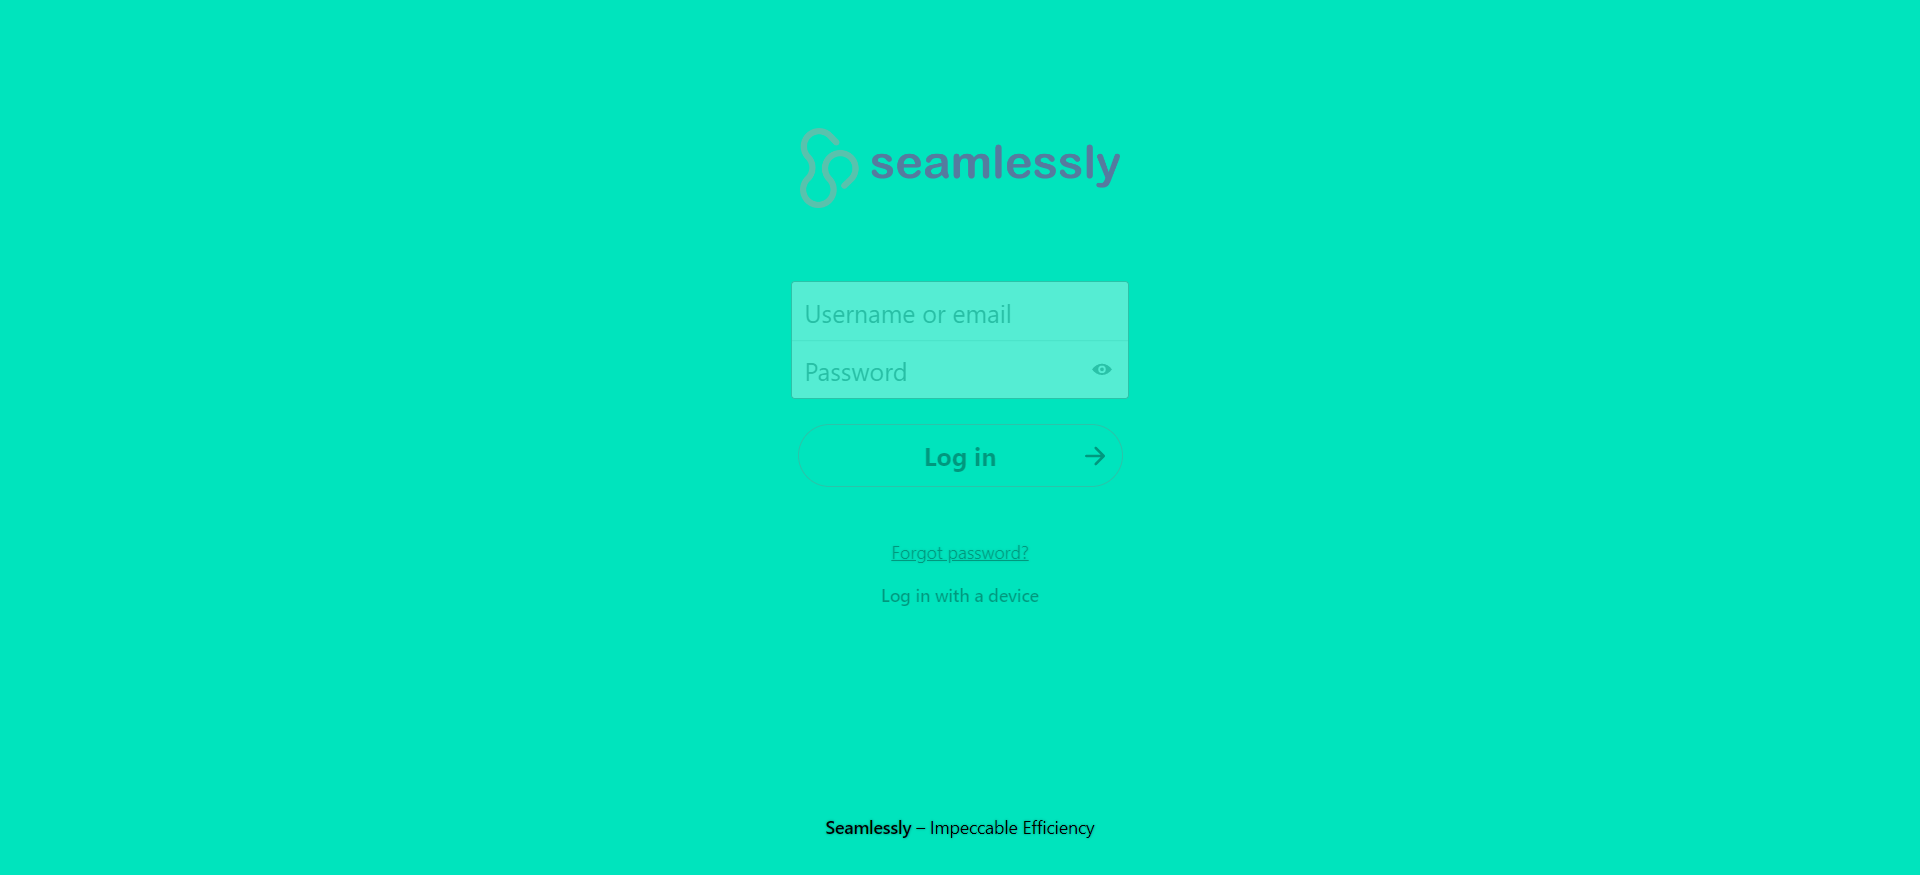 seamlessly
Username or email
Password
Log in
Forgot password?
Log in with a device
Seamlessly – Impeccable Efficiency